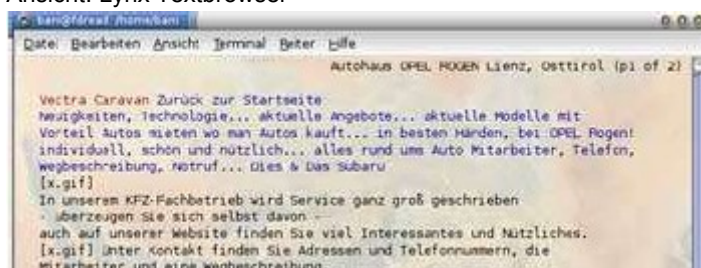 Ansicht: Lynx-Textbrowser
bani@fdread:/home/bani
Datei Bearbeiten Ansicht Terminal Reiter Hilfe
Autohaus OPEL ROGEN Lienz, Osttirol (p1 of 2)
Vectra Caravan Zurück zur Startseite
Neuigkeiten, Technologie... aktuelle Angebote... aktuelle Modelle mit
Vorteil Autos mieten wo man Autos kauft... in besten Händen, bei OPEL Rogen!
individuell, schön und nützlich... alles rund ums Auto Mitarbeiter, Telefon,
Wegbeschreibung, Notruf... Dies & Das Subaru
[x.gif]
In unserem KFZ-Fachbetrieb wird Service ganz groß geschrieben
- überzeugen Sie sich selbst davon -
auch auf unserer Website finden Sie viel Interessantes und Nützliches.
[x.gif] Unter Kontakt finden Sie Adressen und Telefonnummern, die
Mitarbeiter und eine Wegbeschreibung